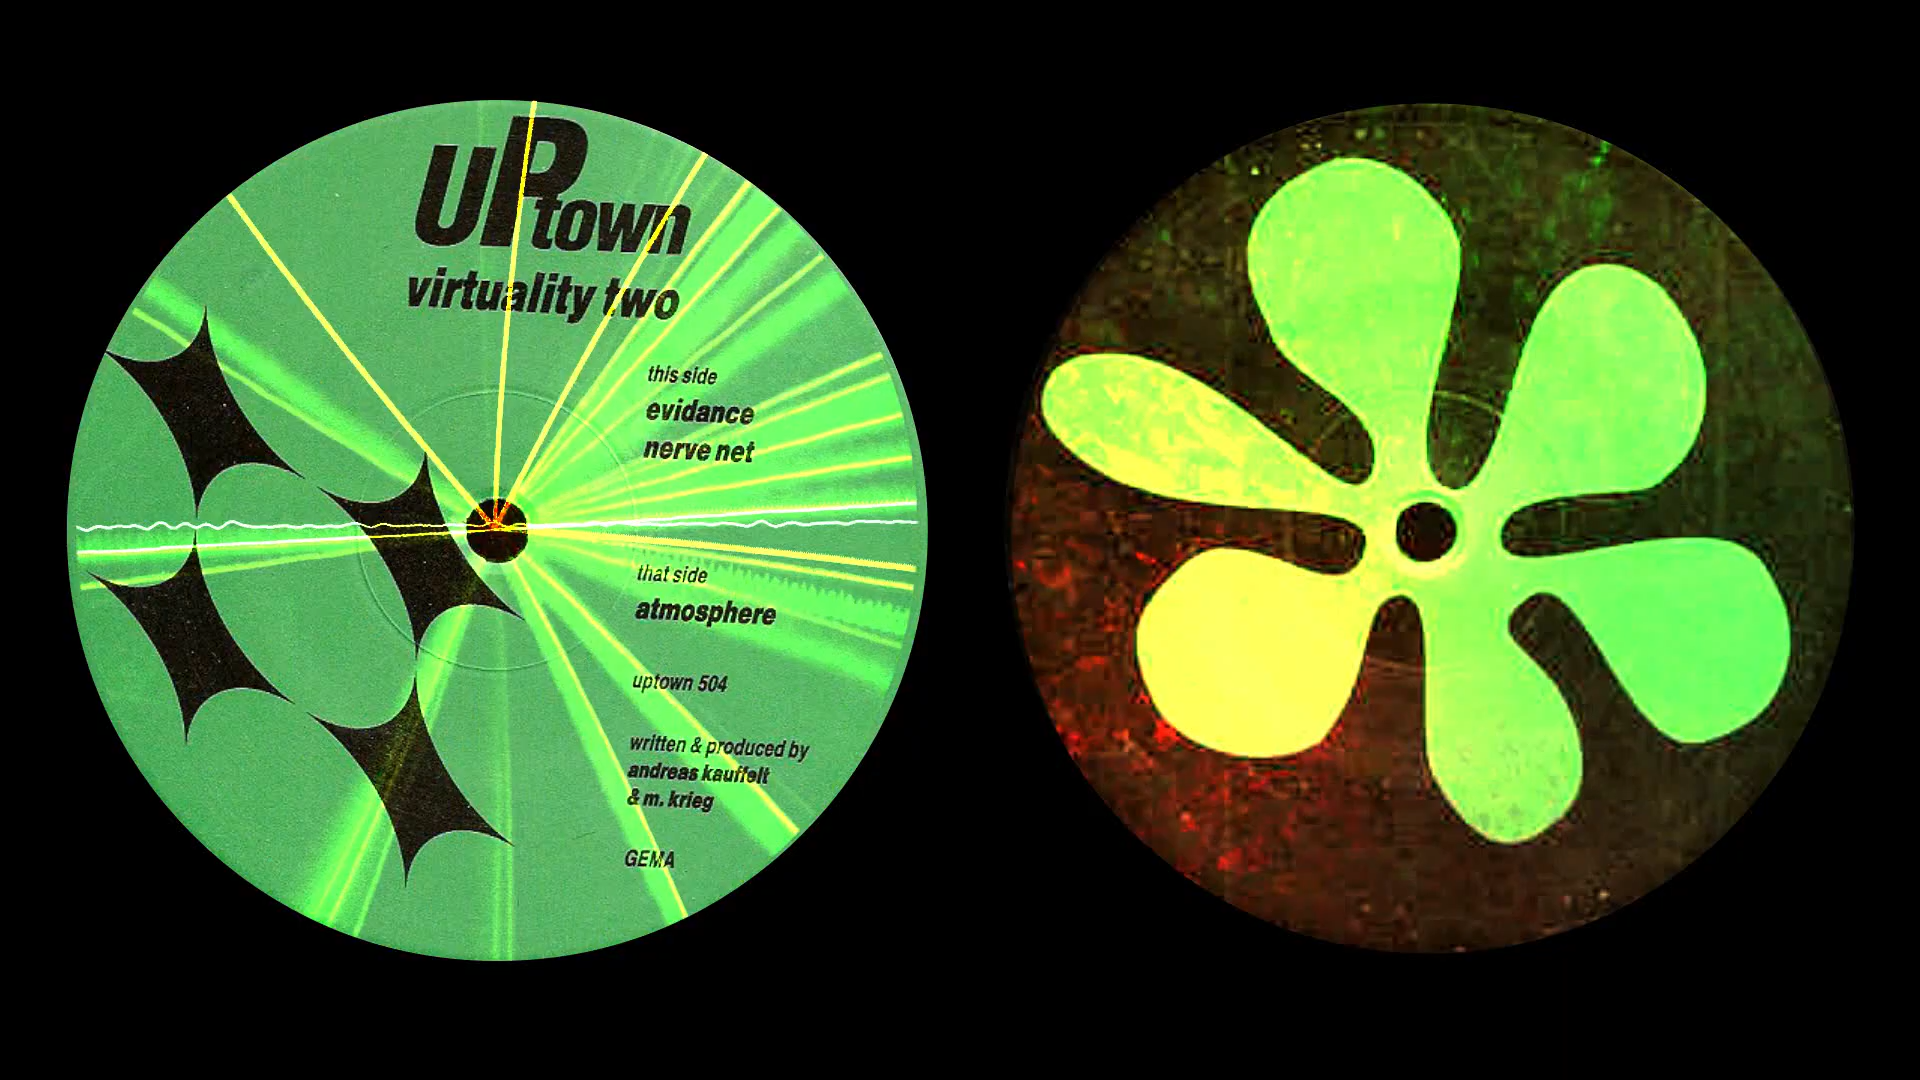 UPtown
virtuality two
this side
evidance
nerve net
that side
atmosphere
uptown 504
written & produced by
andreas kauffelt
& m. krieg
GEMA